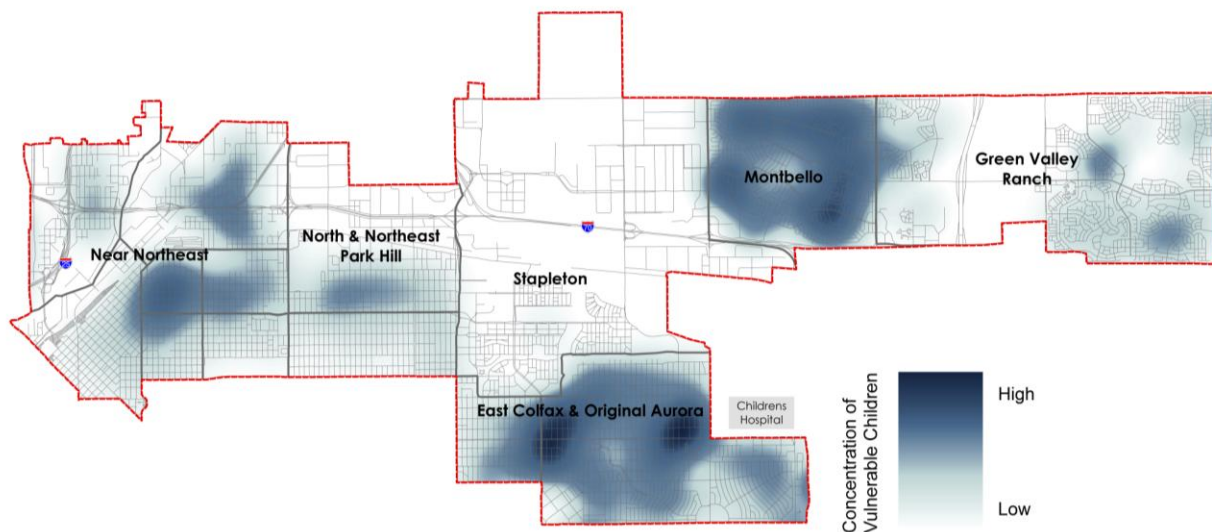 Montbello
Green Valley
Ranch
North & Northeast
Park Hill
Near Northeast
Stapleton
East Colfax & Original Aurora
Childrens
Hospital
Concentration of
Vulnerable Children
High
Low